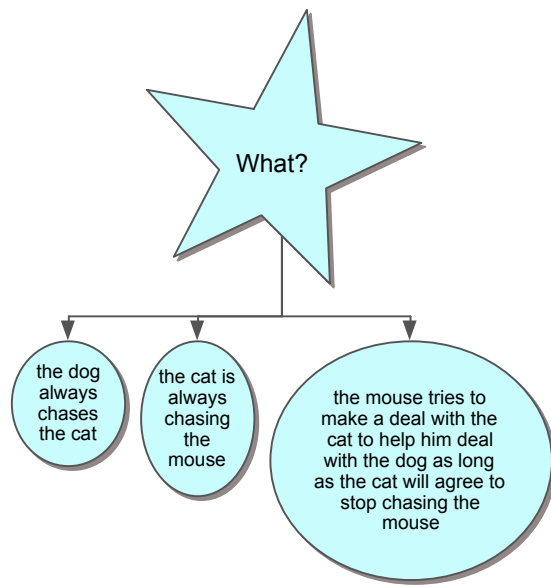 What?
the dog
always
chases
the cat
the cat is
always
chasing
the
mouse
the mouse tries to
make a deal with the
cat to help him deal
with the dog as long
as the cat will agree to
stop chasing the
mouse